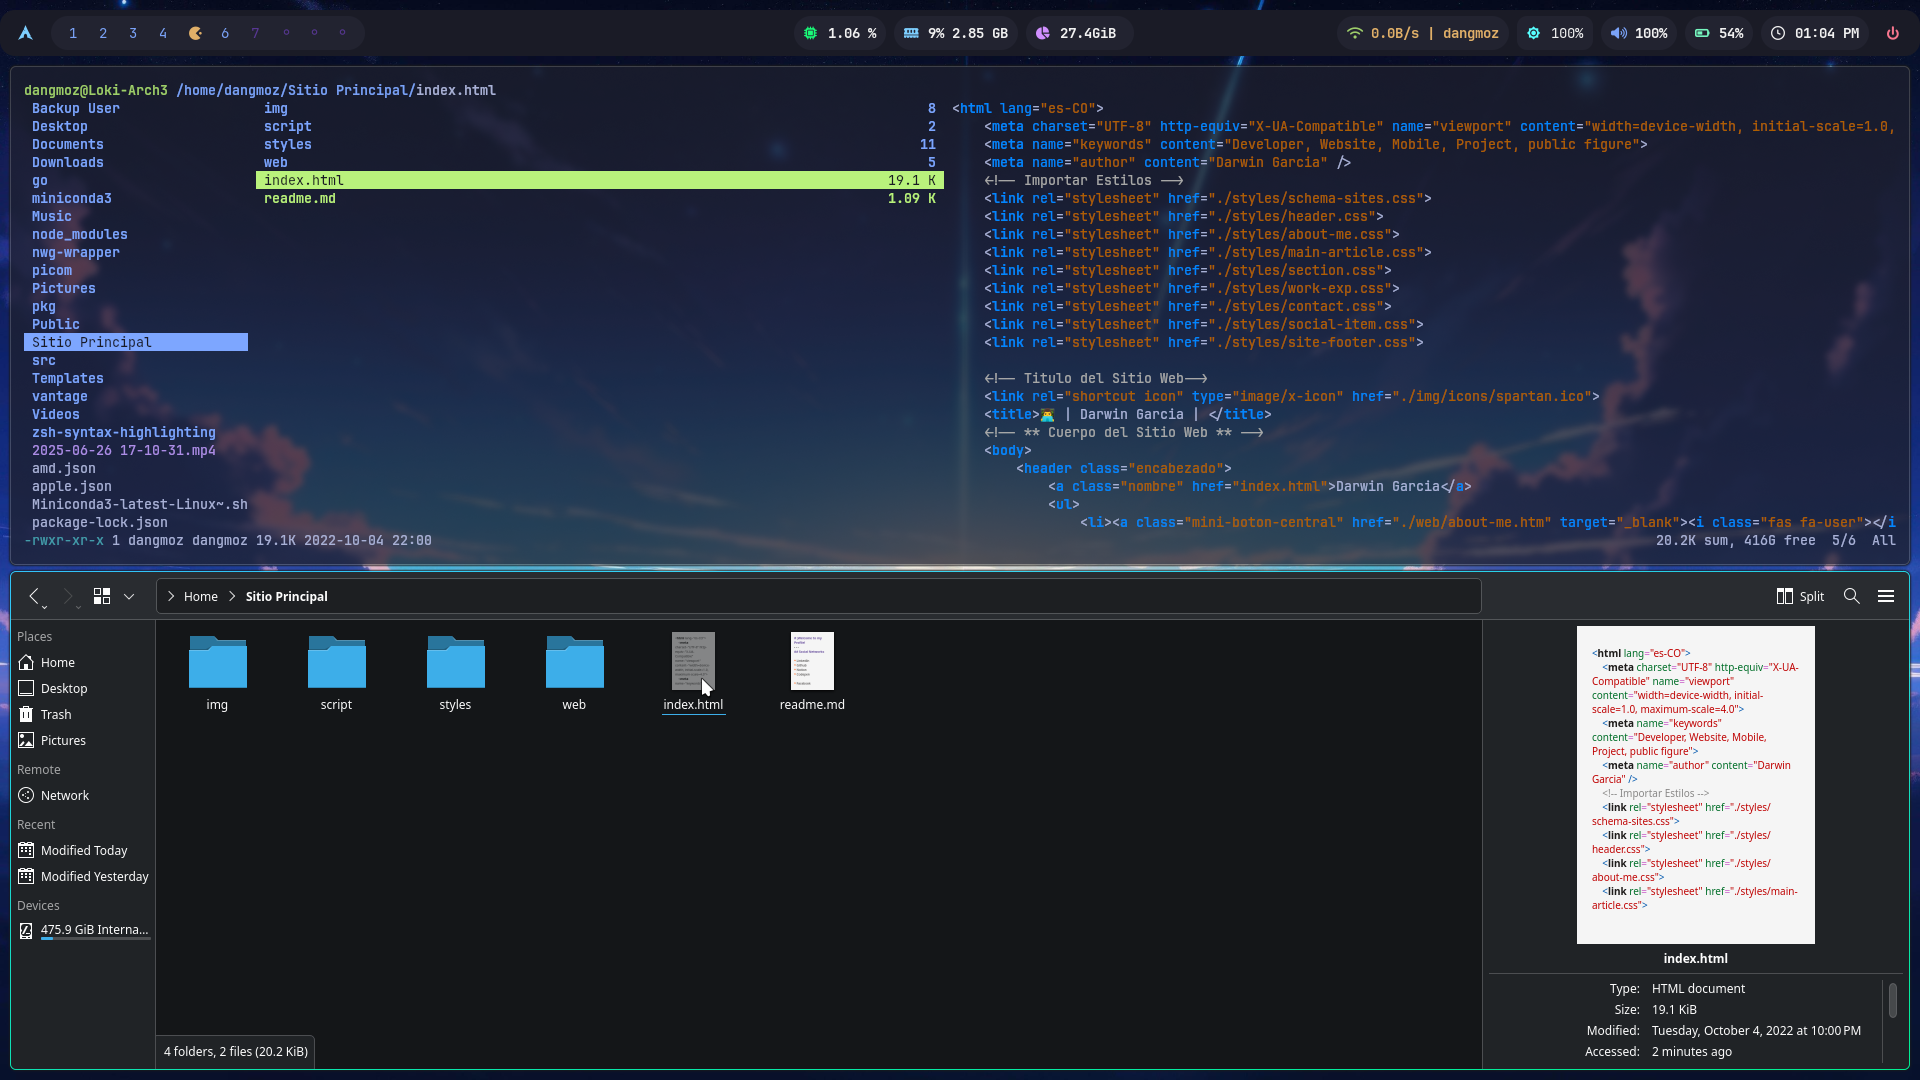 1 2 3 4 6 7
1.06 %
9% 2.85 GB
27.4GiB
0.0B/s | dangmoz
100%
100%
54%
01:04 PM
dangmoz@Loki-Arch3 /home/dangmoz/Sitio Principal/index.html
Backup User
Desktop
Documents
Downloads
go
miniconda3
Music
node_modules
nwg-wrapper
picom
Pictures
pkg
Public
Sitio Principal
src
Templates
vantage
Videos
zsh-syntax-highlighting
2025-06-26 17-10-31.mp4
amd.json
apple.json
Miniconda3-latest-Linux~.sh
package-lock.json
img 8
script 2
styles 11
web 5
index.html 19.1 K
readme.md 1.09 K
<html lang="es-CO">
<meta charset="UTF-8" http-equiv="X-UA-Compatible" name="viewport" content="width=device-width, initial-scale=1.0,
<meta name="keywords" content="Developer, Website, Mobile, Project, public figure">
<meta name="author" content="Darwin Garcia" />
<!-- Importar Estilos -->
<link rel="stylesheet" href="./styles/schema-sites.css">
<link rel="stylesheet" href="./styles/header.css">
<link rel="stylesheet" href="./styles/about-me.css">
<link rel="stylesheet" href="./styles/main-article.css">
<link rel="stylesheet" href="./styles/section.css">
<link rel="stylesheet" href="./styles/work-exp.css">
<link rel="stylesheet" href="./styles/contact.css">
<link rel="stylesheet" href="./styles/social-item.css">
<link rel="stylesheet" href="./styles/site-footer.css">
<!-- Titulo del Sitio Web-->
<link rel="shortcut icon" type="image/x-icon" href="./img/icons/spartan.ico">
<title>👨‍💻 | Darwin Garcia | </title>
<!-- ** Cuerpo del Sitio Web ** -->
<body>
<header class="encabezado">
<a class="nombre" href="index.html">Darwin Garcia</a>
<ul>
<li><a class="mini-boton-central" href="./web/about-me.htm" target="_blank"><i class="fas fa-user"></i
-rwxr-xr-x 1 dangmoz dangmoz 19.1K 2022-10-04 22:00
20.2K sum, 416G free 5/6 All
Home
Sitio Principal
Split
Places
Home
Desktop
Trash
Pictures
Remote
Network
Recent
Modified Today
Modified Yesterday
Devices
475.9 GiB Interna...
img
script
styles
web
index.html
readme.md
4 folders, 2 files (20.2 KiB)
<html lang="es-CO">
<meta charset="UTF-8" http-equiv="X-UA-
Compatible" name="viewport"
content="width=device-width, initial-
scale=1.0, maximum-scale=4.0">
<meta name="keywords"
content="Developer, Website, Mobile,
Project, public figure">
<meta name="author" content="Darwin
Garcia" />
<!-- Importar Estilos -->
<link rel="stylesheet" href="./styles/
schema-sites.css">
<link rel="stylesheet" href="./styles/
header.css">
<link rel="stylesheet" href="./styles/
about-me.css">
<link rel="stylesheet" href="./styles/main-
article.css">
index.html
Type: HTML document
Size: 19.1 KiB
Modified: Tuesday, October 4, 2022 at 10:00 PM
Accessed: 2 minutes ago